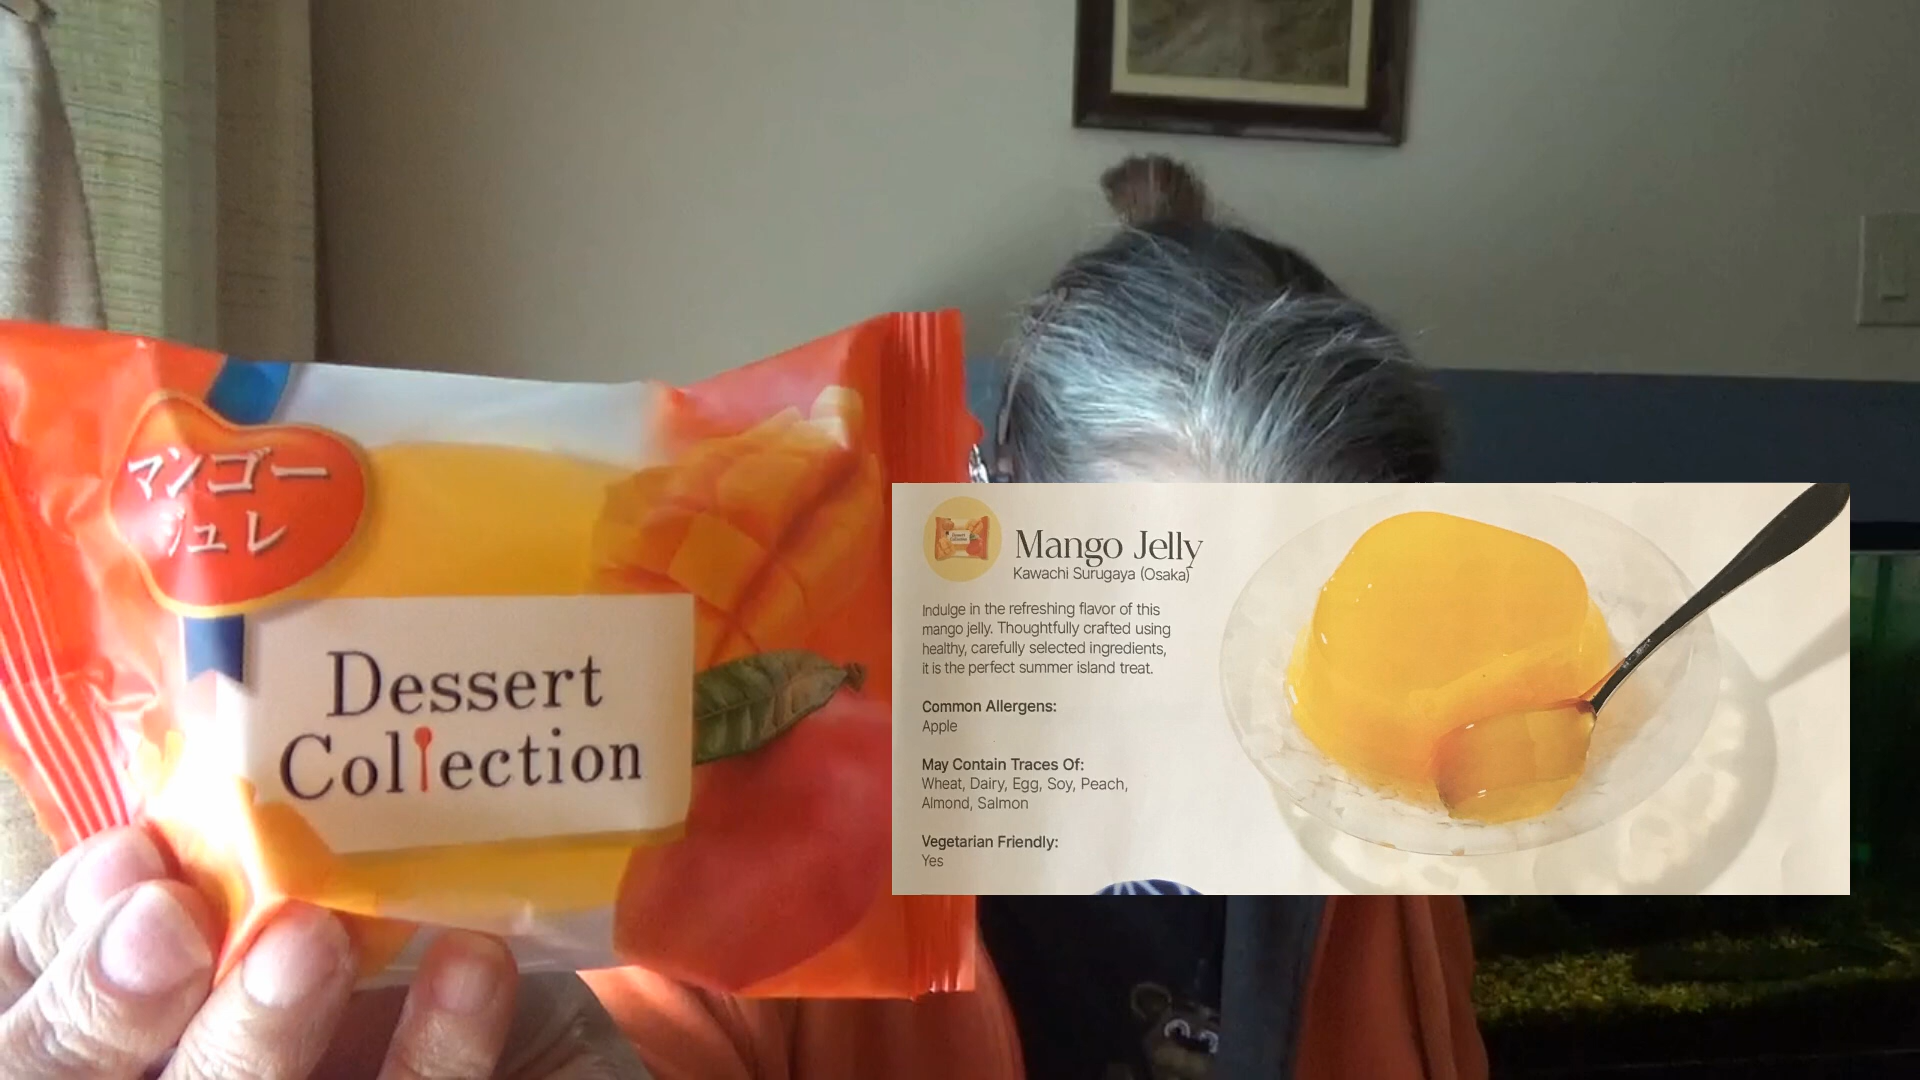 マンゴー
ジュレ
Dessert
Collection
Mango Jelly
Kawachi Surugaya (Osaka)
Indulge in the refreshing flavor of this
mango jelly. Thoughtfully crafted using
healthy, carefully selected ingredients,
it is the perfect summer island treat.
Common Allergens:
Apple
May Contain Traces Of:
Wheat, Dairy, Egg, Soy, Peach,
Almond, Salmon
Vegetarian Friendly:
Yes